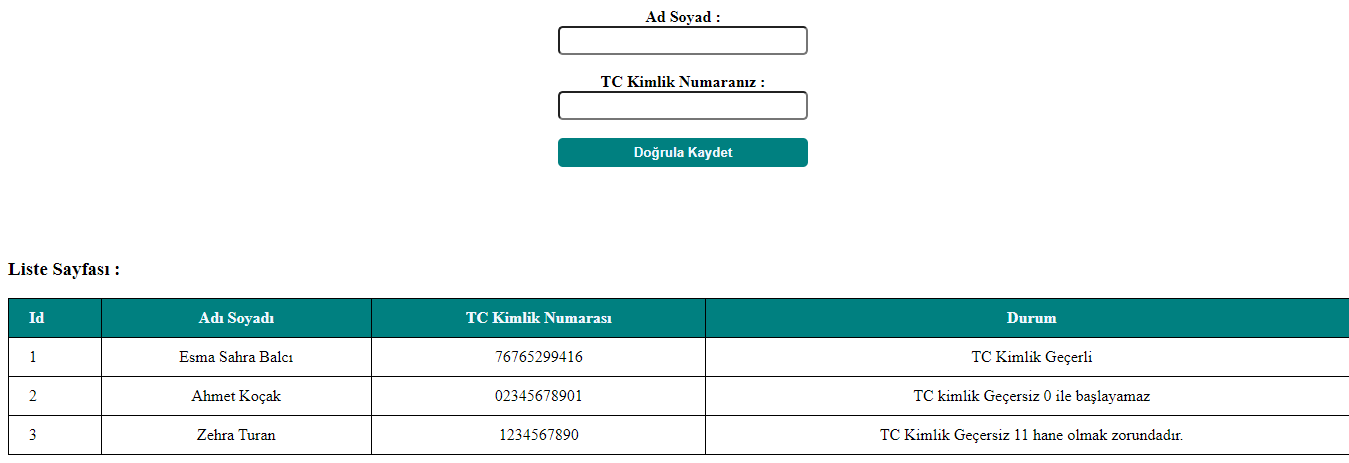 Ad Soyad :
TC Kimlik Numaranız :
Doğrula Kaydet
Liste Sayfası :
Id Adı Soyadı TC Kimlik Numarası Durum
1 Esma Sahra Balcı 76765299416 TC Kimlik Geçerli
2 Ahmet Koçak 02345678901 TC kimlik Geçersiz 0 ile başlayamaz
3 Zehra Turan 1234567890 TC Kimlik Geçersiz 11 hane olmak zorundadır.